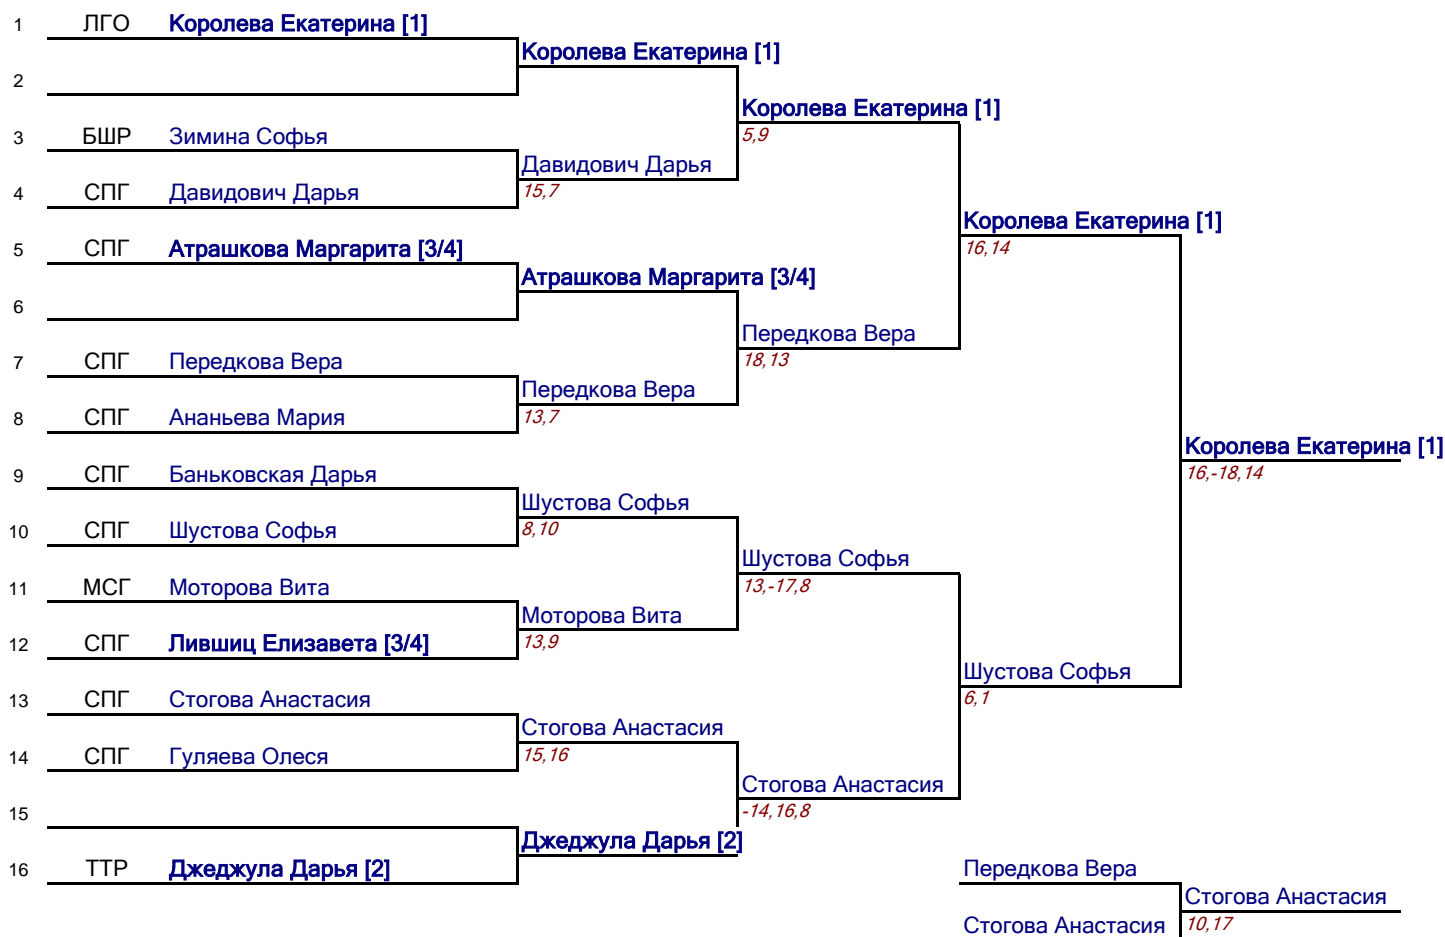 1 ЛГО Королева Екатерина [1]
Королева Екатерина [1]
2
Королева Екатерина [1]
3 БШР Зимина Софья
5,9
Давидович Дарья
4 СПГ Давидович Дарья
15,7
Королева Екатерина [1]
5 СПГ Атрашкова Маргарита [3/4]
16,14
Атрашкова Маргарита [3/4]
6
Передкова Вера
7 СПГ Передкова Вера
18,13
Передкова Вера
8 СПГ Ананьева Мария
13,7
Королева Екатерина [1]
9 СПГ Баньковская Дарья
16,-18,14
Шустова Софья
10 СПГ Шустова Софья
8,10
Шустова Софья
11 МСГ Моторова Вита
13,-17,8
Моторова Вита
12 СПГ Лившиц Елизавета [3/4]
13,9
Шустова Софья
13 СПГ Стогова Анастасия
6,1
Стогова Анастасия
14 СПГ Гуляева Олеся
15,16
Стогова Анастасия
15
-14,16,8
Джеджула Дарья [2]
16 ТТР Джеджула Дарья [2]
Передкова Вера
Стогова Анастасия
Стогова Анастасия
10,17